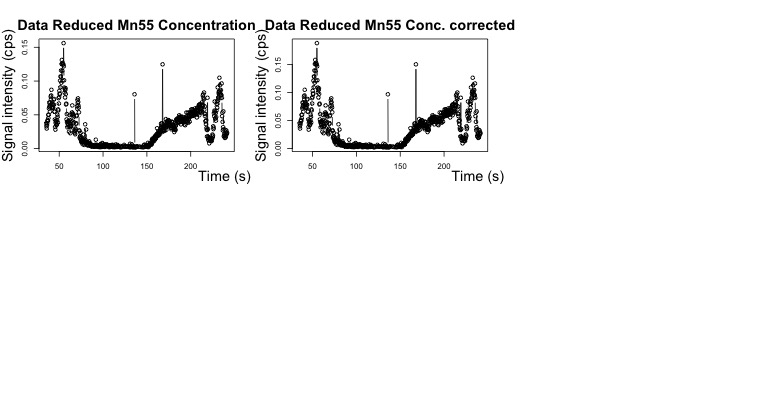 Data Reduced Mn55 Concentration
Signal intensity (cps)
0.15
0.10
0.05
0.00
50 100 150 200
Time (s)
Data Reduced Mn55 Conc. corrected
Signal intensity (cps)
0.15
0.10
0.05
0.00
50 100 150 200
Time (s)